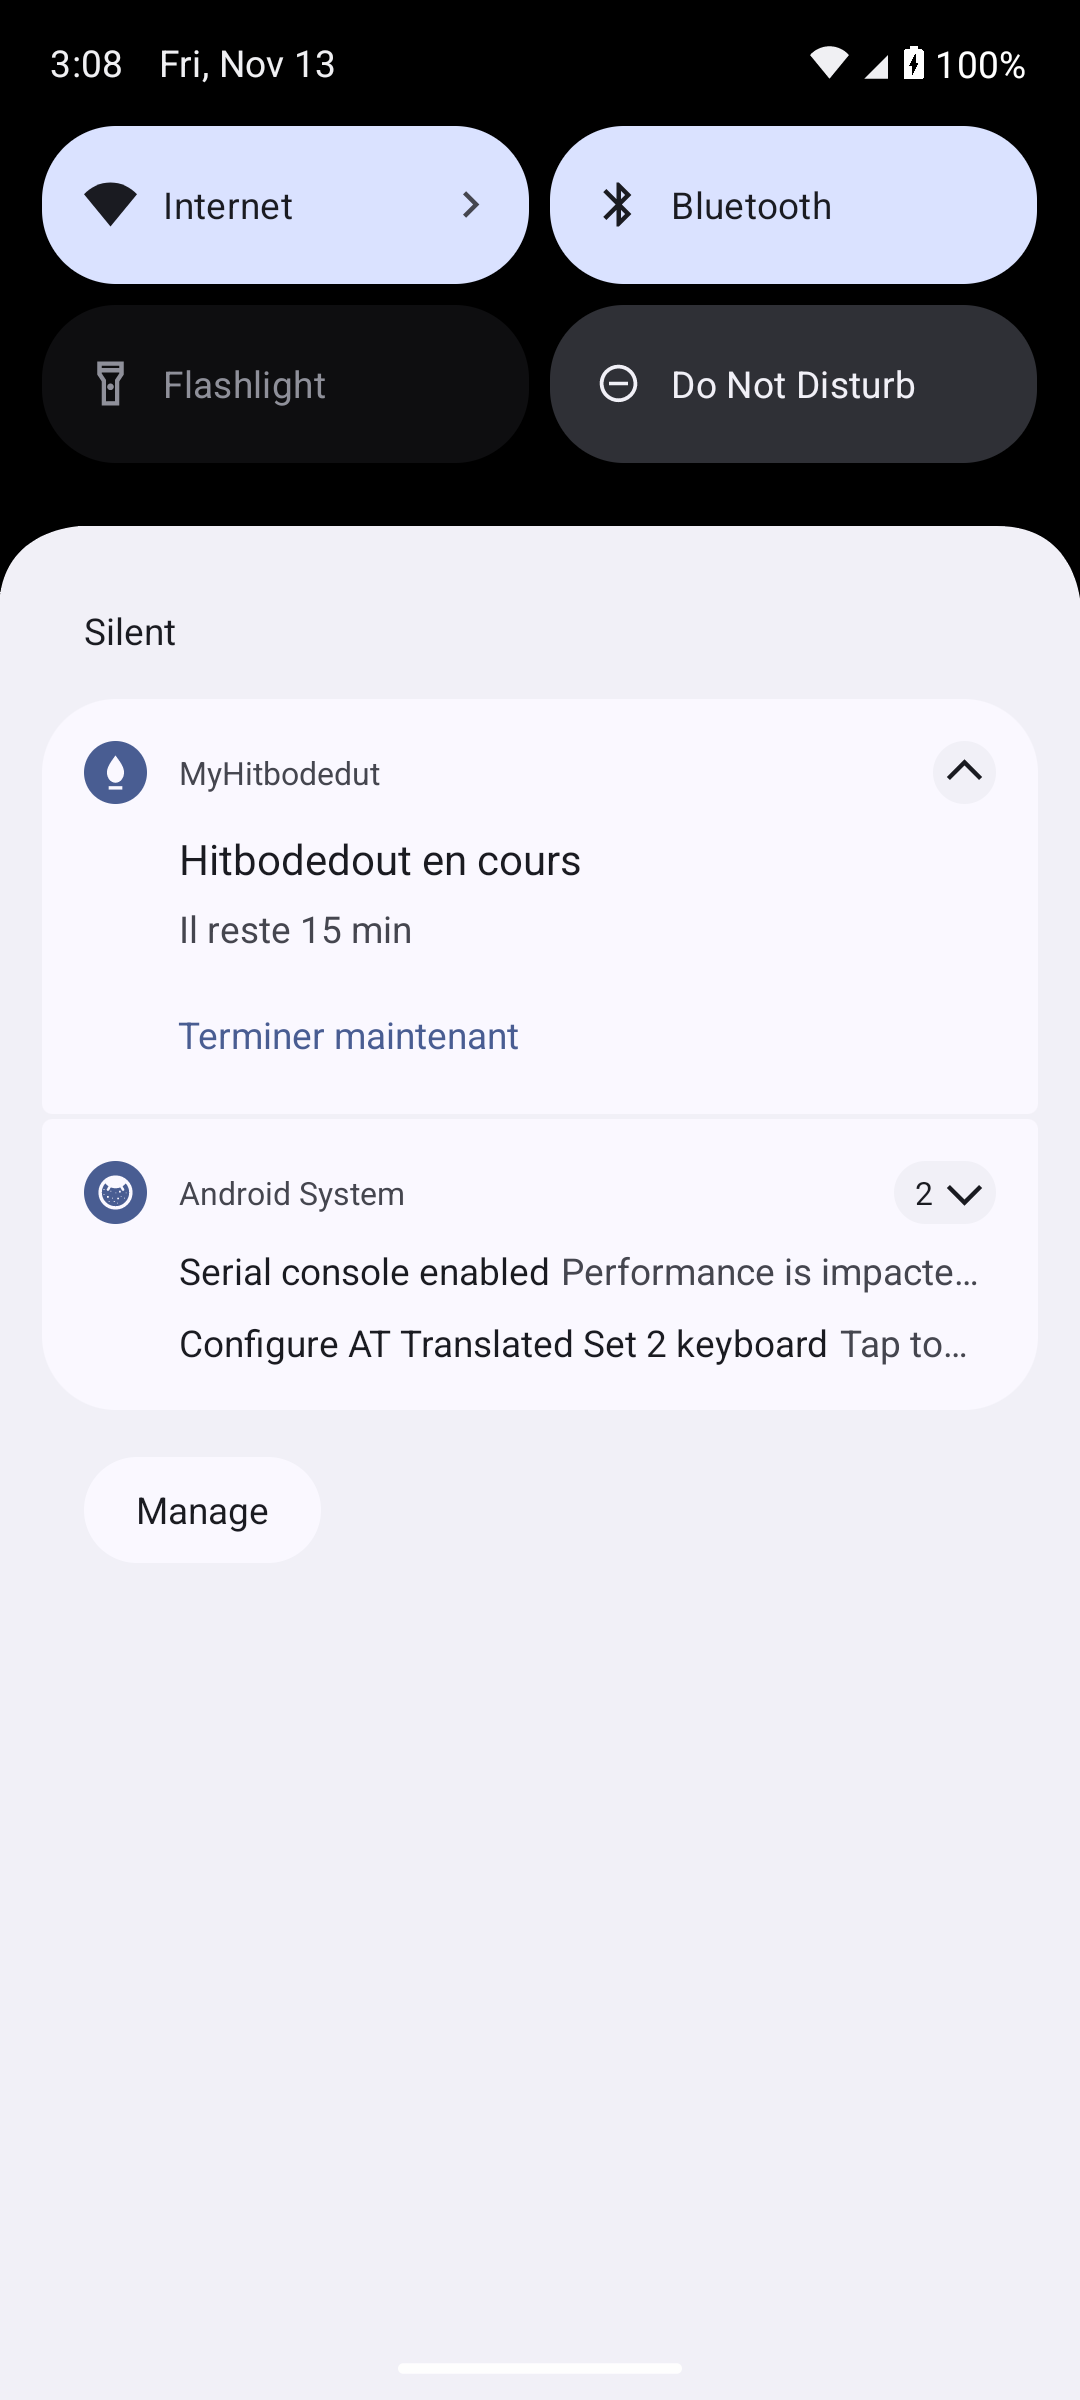 3:08 Fri, Nov 13 100%
Internet
Bluetooth
Flashlight
Do Not Disturb
Silent
MyHitbodedut
Hitbodedout en cours
Il reste 15 min
Terminer maintenant
Android System 2
Serial console enabled Performance is impacte…
Configure AT Translated Set 2 keyboard Tap to…
Manage